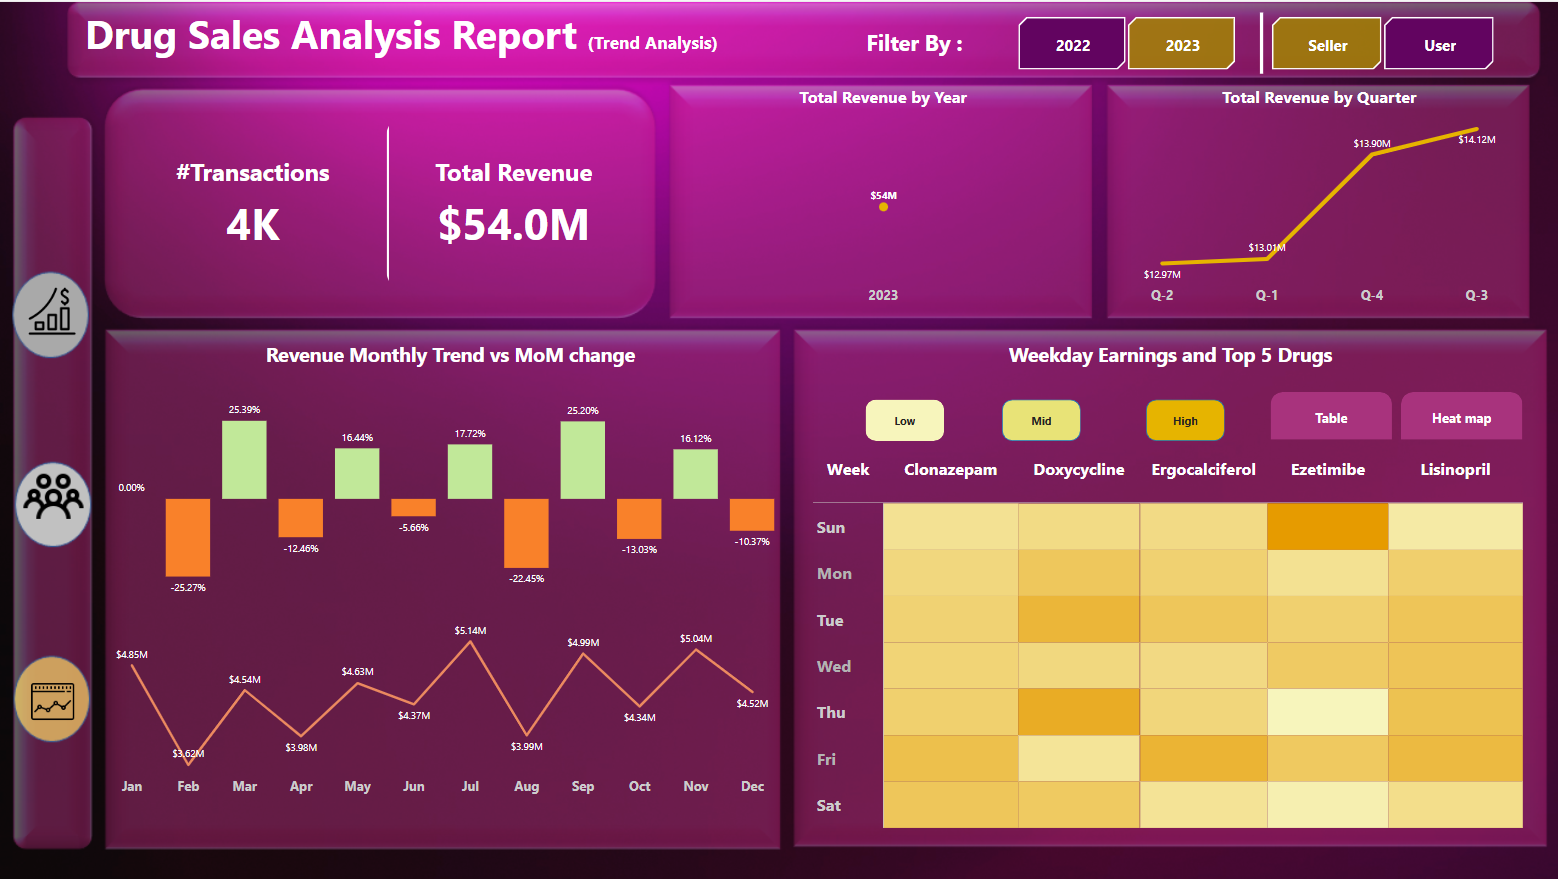 Drug Sales Analysis Report (Trend Analysis)
Filter By :
2022
2023
Seller
User
#Transactions
4K
Total Revenue
$54.0M
Total Revenue by Year
$54M
2023
Total Revenue by Quarter
$12.97M
$13.01M
$13.90M
$14.12M
Q-2 Q-1 Q-4 Q-3
$
Revenue Monthly Trend vs MoM change
0.00% -25.27% 25.39% -12.46% 16.44% -5.66% 17.72% -22.45% 25.20% -13.03% 16.12% -10.37%
$4.85M $3.62M $4.54M $3.98M $4.63M $4.37M $5.14M $3.99M $4.99M $4.34M $5.04M $4.52M
Jan Feb Mar Apr May Jun Jul Aug Sep Oct Nov Dec
Weekday Earnings and Top 5 Drugs
Low Mid High Table Heat map
Week Clonazepam Doxycycline Ergocalciferol Ezetimibe Lisinopril
Sun
Mon
Tue
Wed
Thu
Fri
Sat